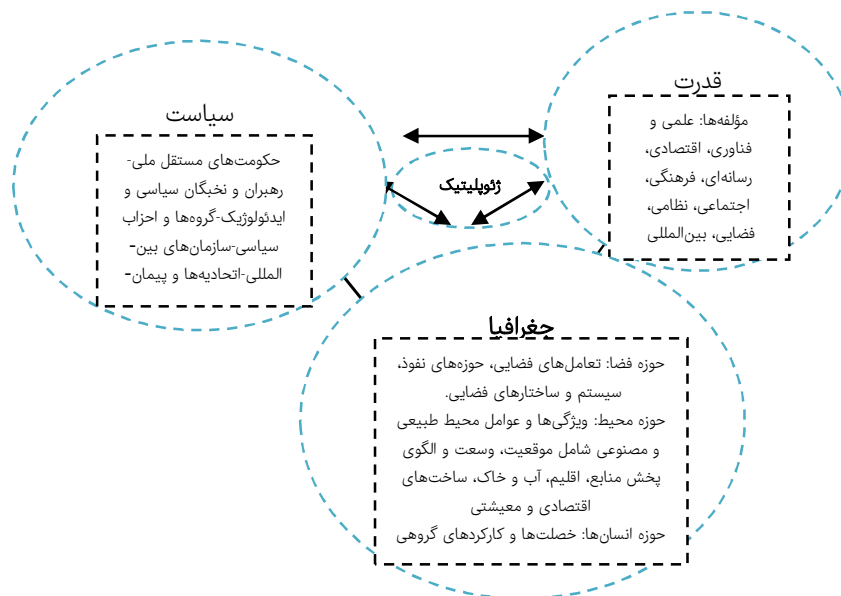 قدرت
مؤلفه‌ها: علمی و
فناوری، اقتصادی،
رسانه‌ای، فرهنگی،
اجتماعی، نظامی،
فضایی، بین‌المللی
سیاست
حکومت‌های مستقل ملی-
رهبران و نخبگان سیاسی و
ایدئولوژیک-گروه‌ها و احزاب
سیاسی-سازمان‌های بین-
المللی-اتحادیه‌ها و پیمان-
ژئوپلیتیک
جغرافیا
حوزه فضا: تعامل‌های فضایی، حوزه‌های نفوذ،
سیستم و ساختارهای فضایی.
حوزه محیط: ویژگی‌ها و عوامل محیط طبیعی
و مصنوعی شامل موقعیت، وسعت و الگوی
پخش منابع، اقلیم، آب و خاک، ساخت‌های
اقتصادی و معیشتی
حوزه انسان‌ها: خصلت‌ها و کارکردهای گروهی